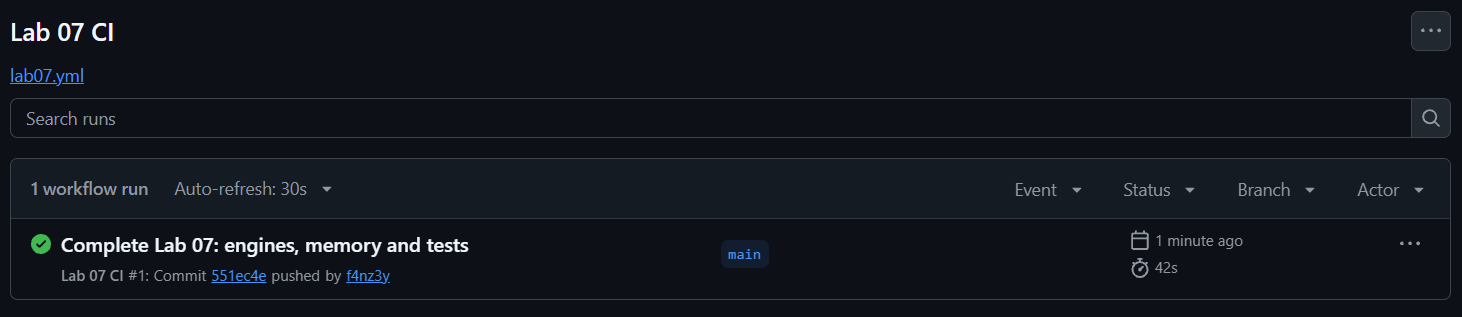 Lab 07 CI
lab07.yml
Search runs
1 workflow run Auto-refresh: 30s Event Status Branch Actor
Complete Lab 07: engines, memory and tests
main
1 minute ago
Lab 07 CI #1: Commit 551ec4e pushed by f4nz3y
42s